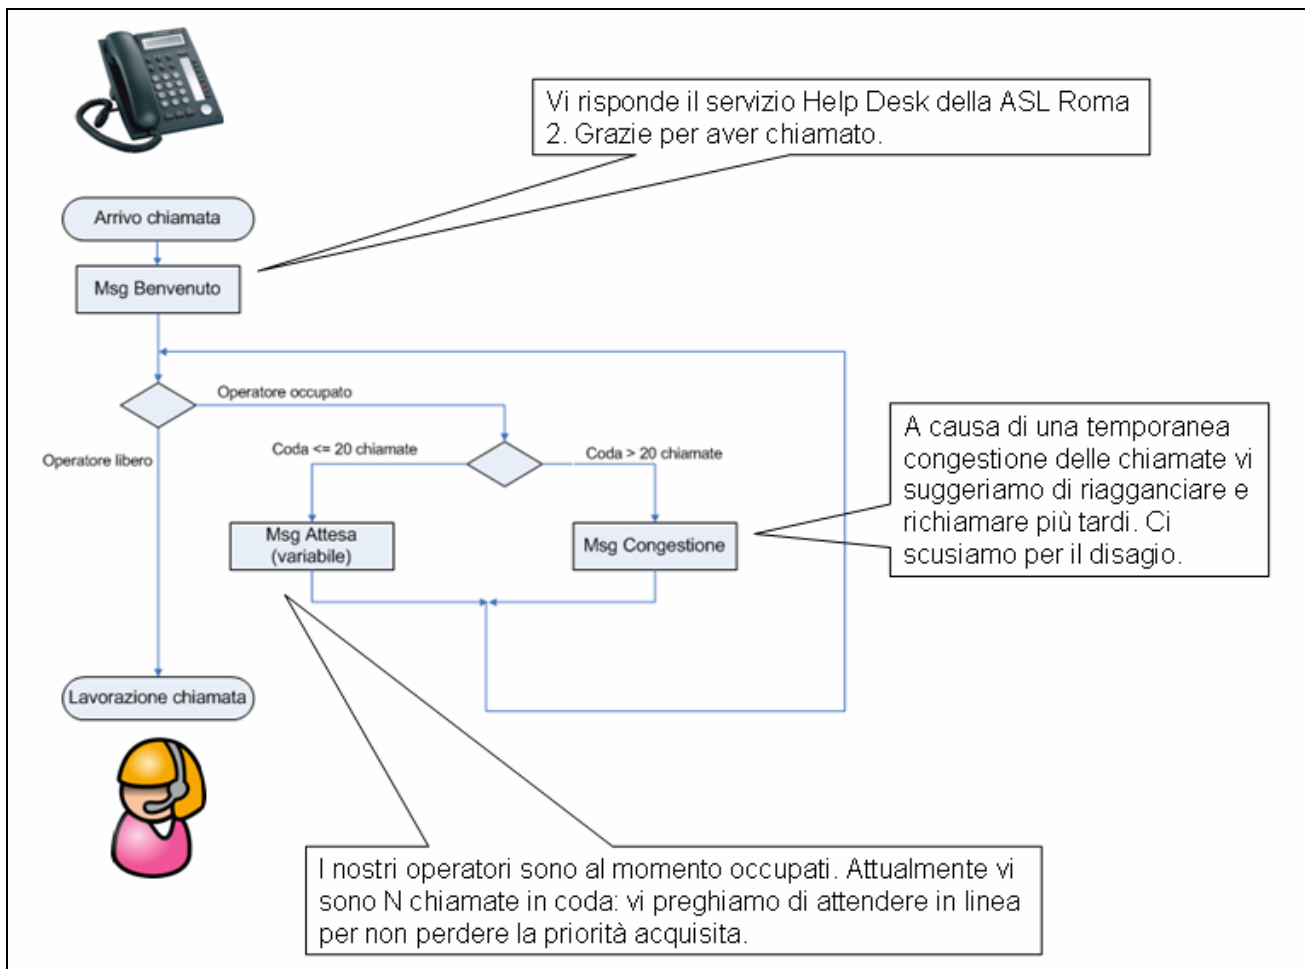 Vi risponde il servizio Help Desk della ASL Roma
2. Grazie per aver chiamato.
Arrivo chiamata
Msg Benvenuto
Operatore occupato
Operatore libero
Coda <= 20 chiamate
Coda > 20 chiamate
A causa di una temporanea
congestione delle chiamate vi
suggeriamo di riagganciare e
richiamare più tardi. Ci
scusiamo per il disagio.
Msg Attesa
(variabile)
Msg Congestione
Lavorazione chiamata
I nostri operatori sono al momento occupati. Attualmente vi
sono N chiamate in coda: vi preghiamo di attendere in linea
per non perdere la priorità acquisita.